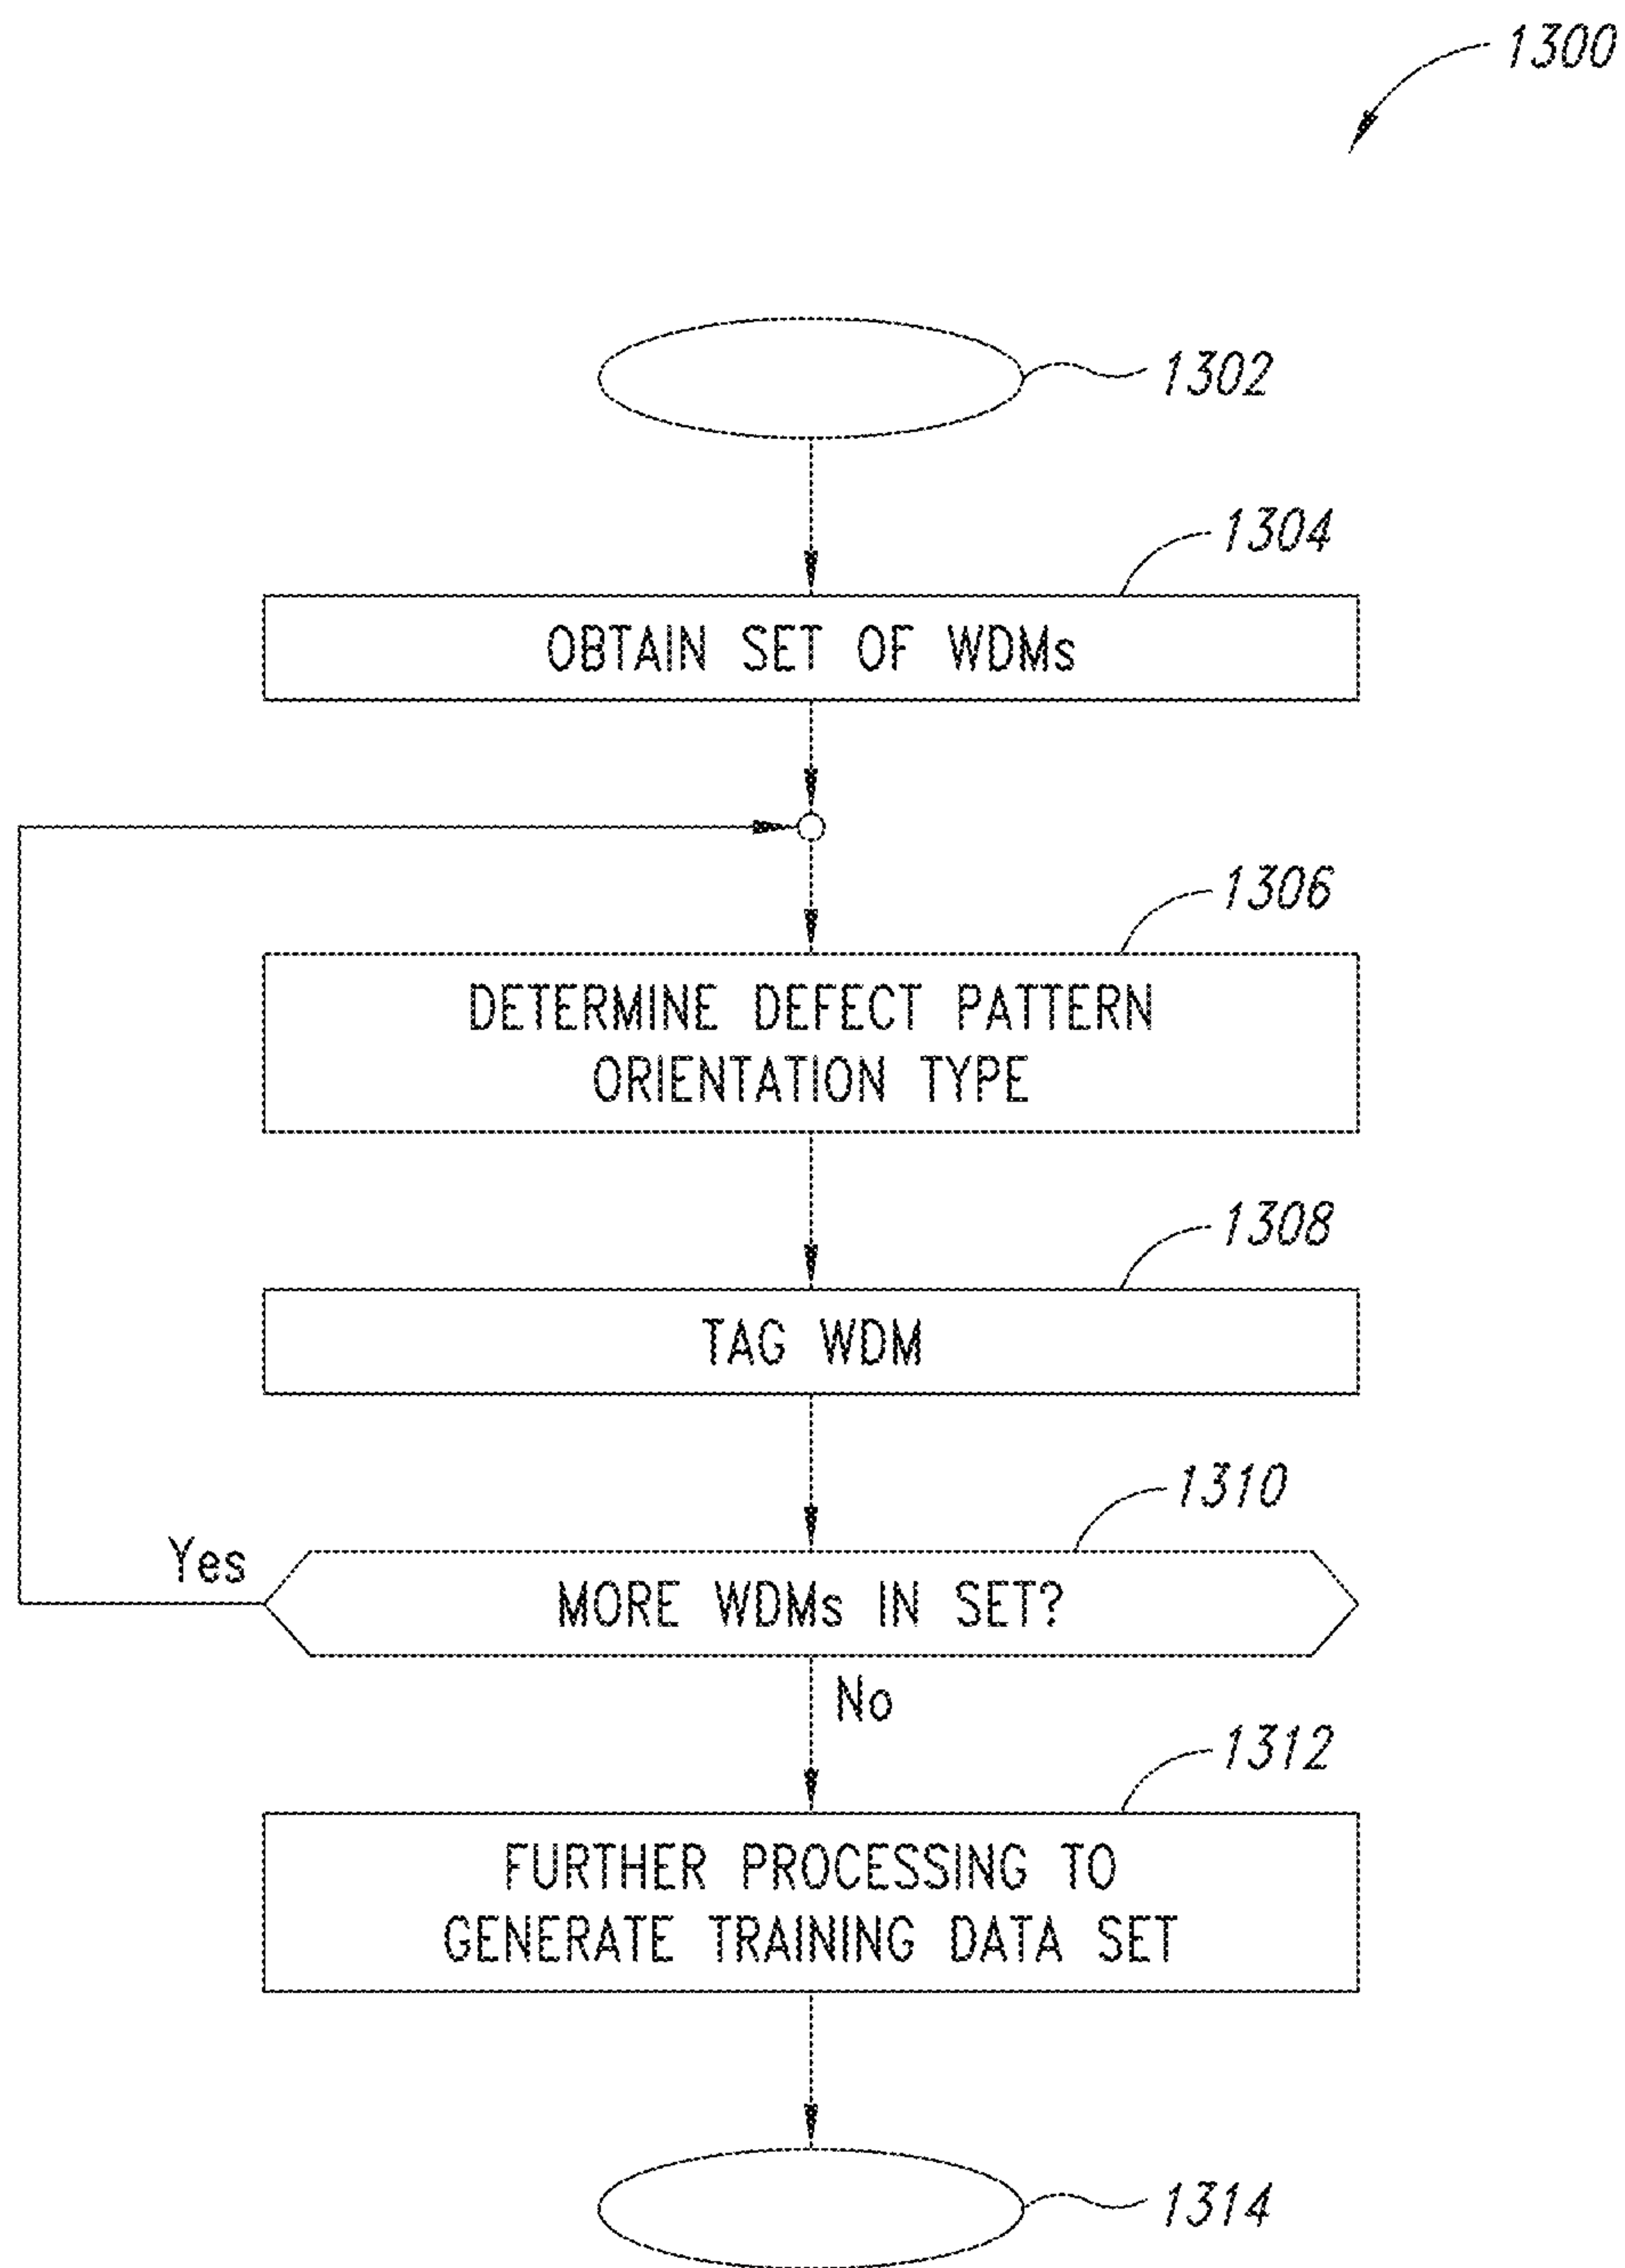 1300
1302
1304
OBTAIN SET OF WDMs
1306
DETERMINE DEFECT PATTERN
ORIENTATION TYPE
1308
TAG WDM
1310
Yes
MORE WDMs IN SET?
No
1312
FURTHER PROCESSING TO
GENERATE TRAINING DATA SET
1314